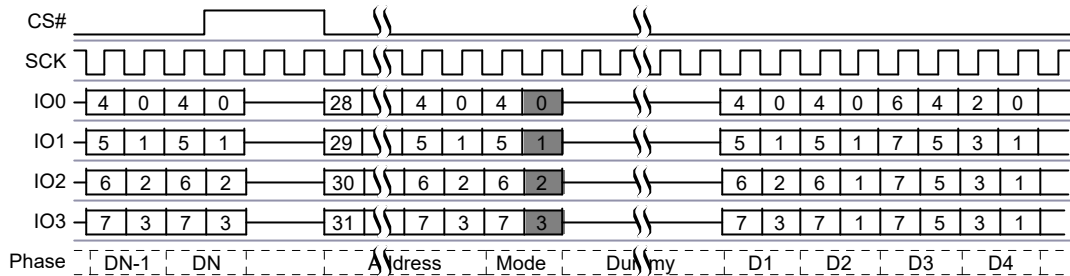 CS#
SCK
IO0 4 0 4 0 28 4 0 4 0 4 0 4 0 6 4 2 0
IO1 5 1 5 1 29 5 1 5 1 5 1 5 1 7 5 3 1
IO2 6 2 6 2 30 6 2 6 2 6 2 6 1 7 5 3 1
IO3 7 3 7 3 31 7 3 7 3 7 3 7 1 7 5 3 1
Phase DN-1 DN Address Mode Dummy D1 D2 D3 D4